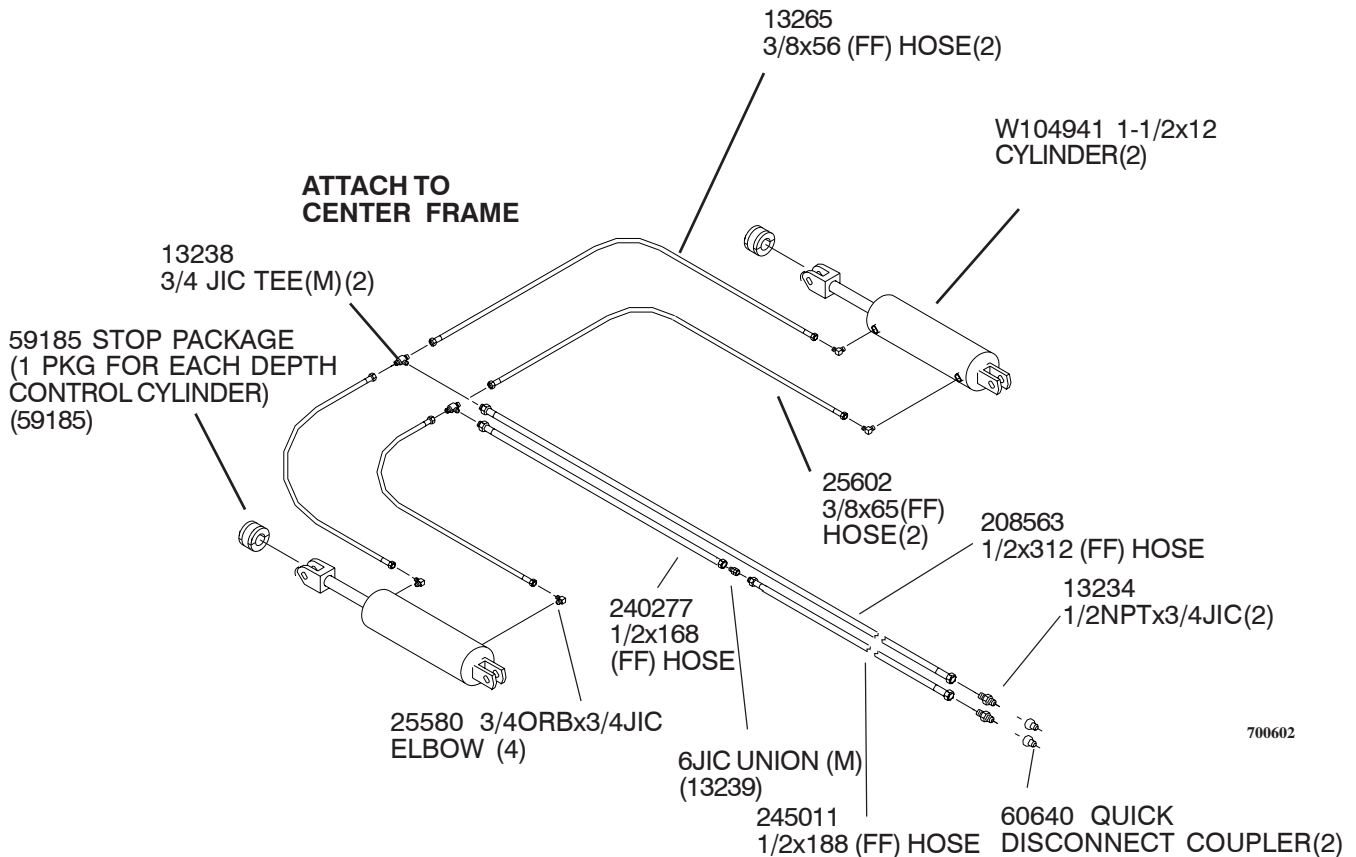 13265
3/8x56 (FF) HOSE(2)
W104941 1-1/2x12
CYLINDER(2)
ATTACH TO
CENTER FRAME
13238
3/4 JIC TEE(M)(2)
59185 STOP PACKAGE
(1 PKG FOR EACH DEPTH
CONTROL CYLINDER)
(59185)
25602
3/8x65(FF)
HOSE(2)
208563
1/2x312 (FF) HOSE
13234
1/2NPTx3/4JIC(2)
240277
1/2x168
(FF) HOSE
25580 3/4ORBx3/4JIC
ELBOW (4)
6JIC UNION (M)
(13239)
245011
1/2x188 (FF) HOSE
60640 QUICK
DISCONNECT COUPLER(2)
700602